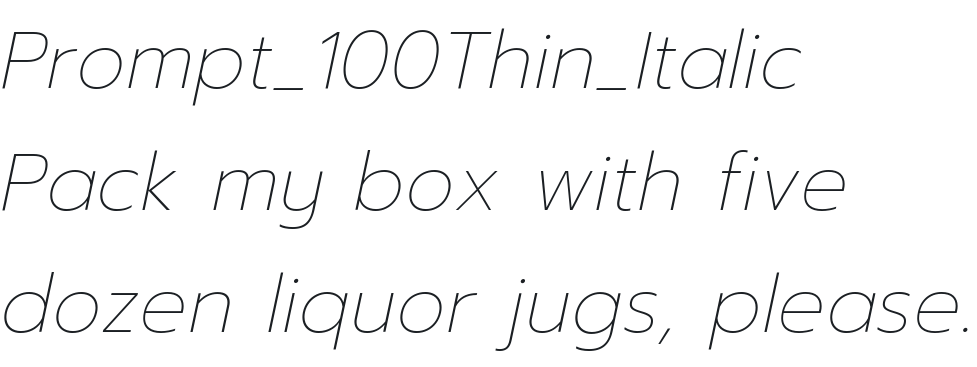 Prompt_100Thin_Italic
Pack my box with five
dozen liquor jugs, please.